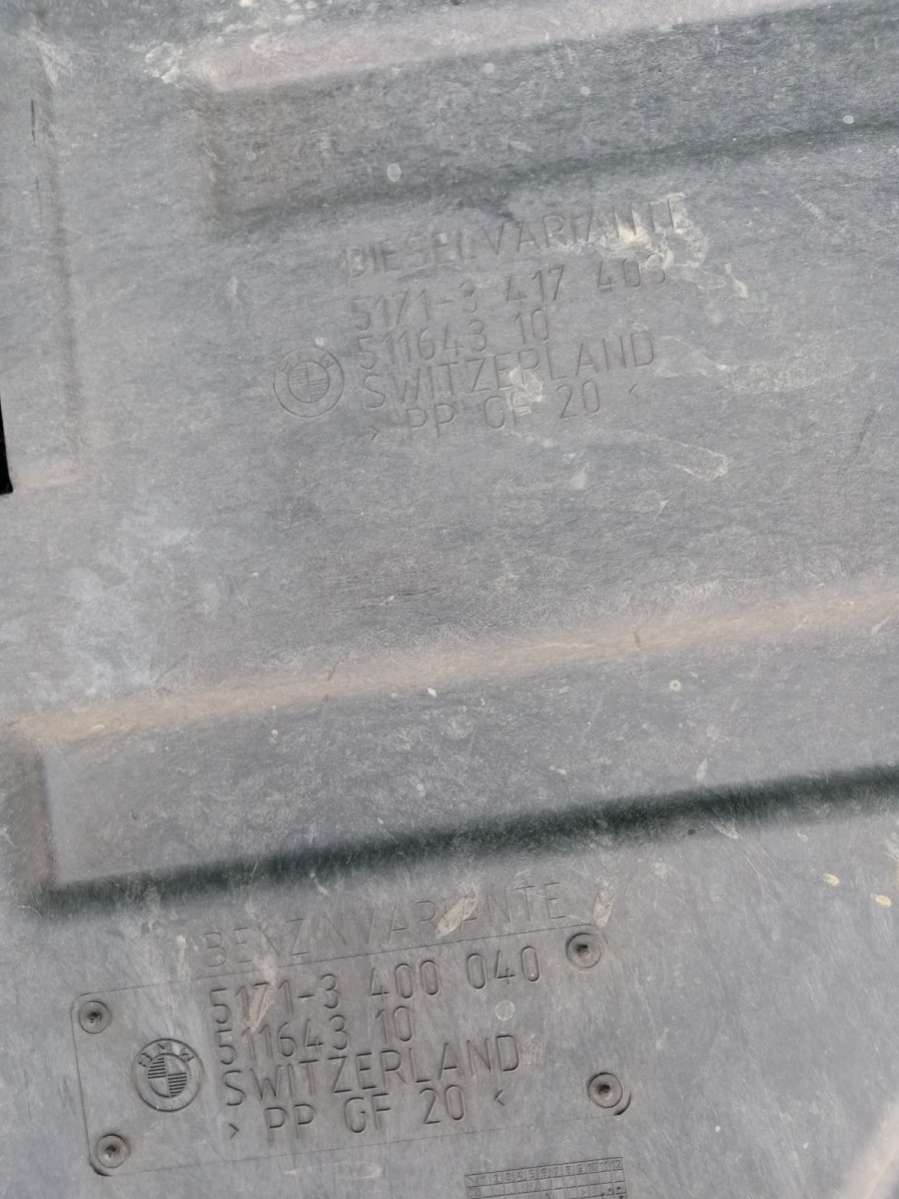 DIESELVARIANTE
5171-3 417 403
511643 10
SWITZERLAND
> PP GF 20 <
BENZINVARIANTE
5171-3 400 040
511643 10
BMW
SWITZERLAND
> PP GF 20 <